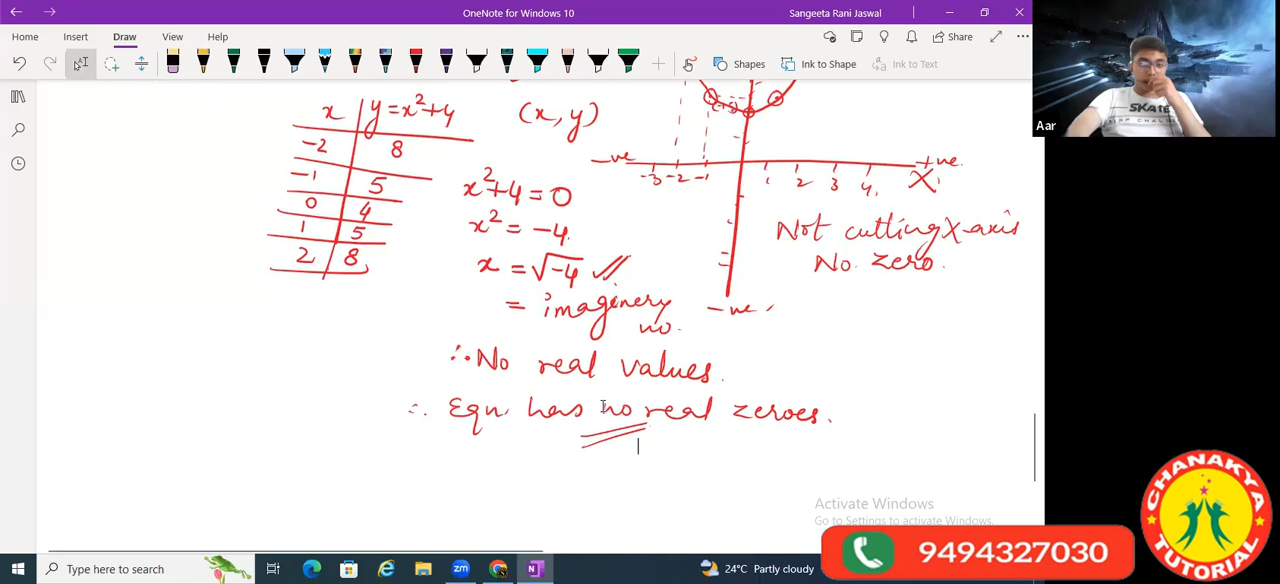 OneNote for Windows 10
Sangeeta Rani Jaswal
Home Insert Draw View Help
Share
Shapes Ink to Shape Ink to Text
SKATE
Aar
x y = x²+4
-2 8
-1 5
0 4
1 5
2 8
(x, y)
x²+4 = 0
x² = -4
x = √-4
= imaginery
no.
∴ No real values.
∴ Eqn. has no real zeroes.
-ve +ve.
-3 -2 -1 1 2 3 4 X
-ve
Not cutting X-axis
No. zero.
Activate Windows
Go to Settings to activate Windows.
CHANAKYA
TUTORIAL
9494327030
Type here to search
zm
N
24°C Partly cloudy